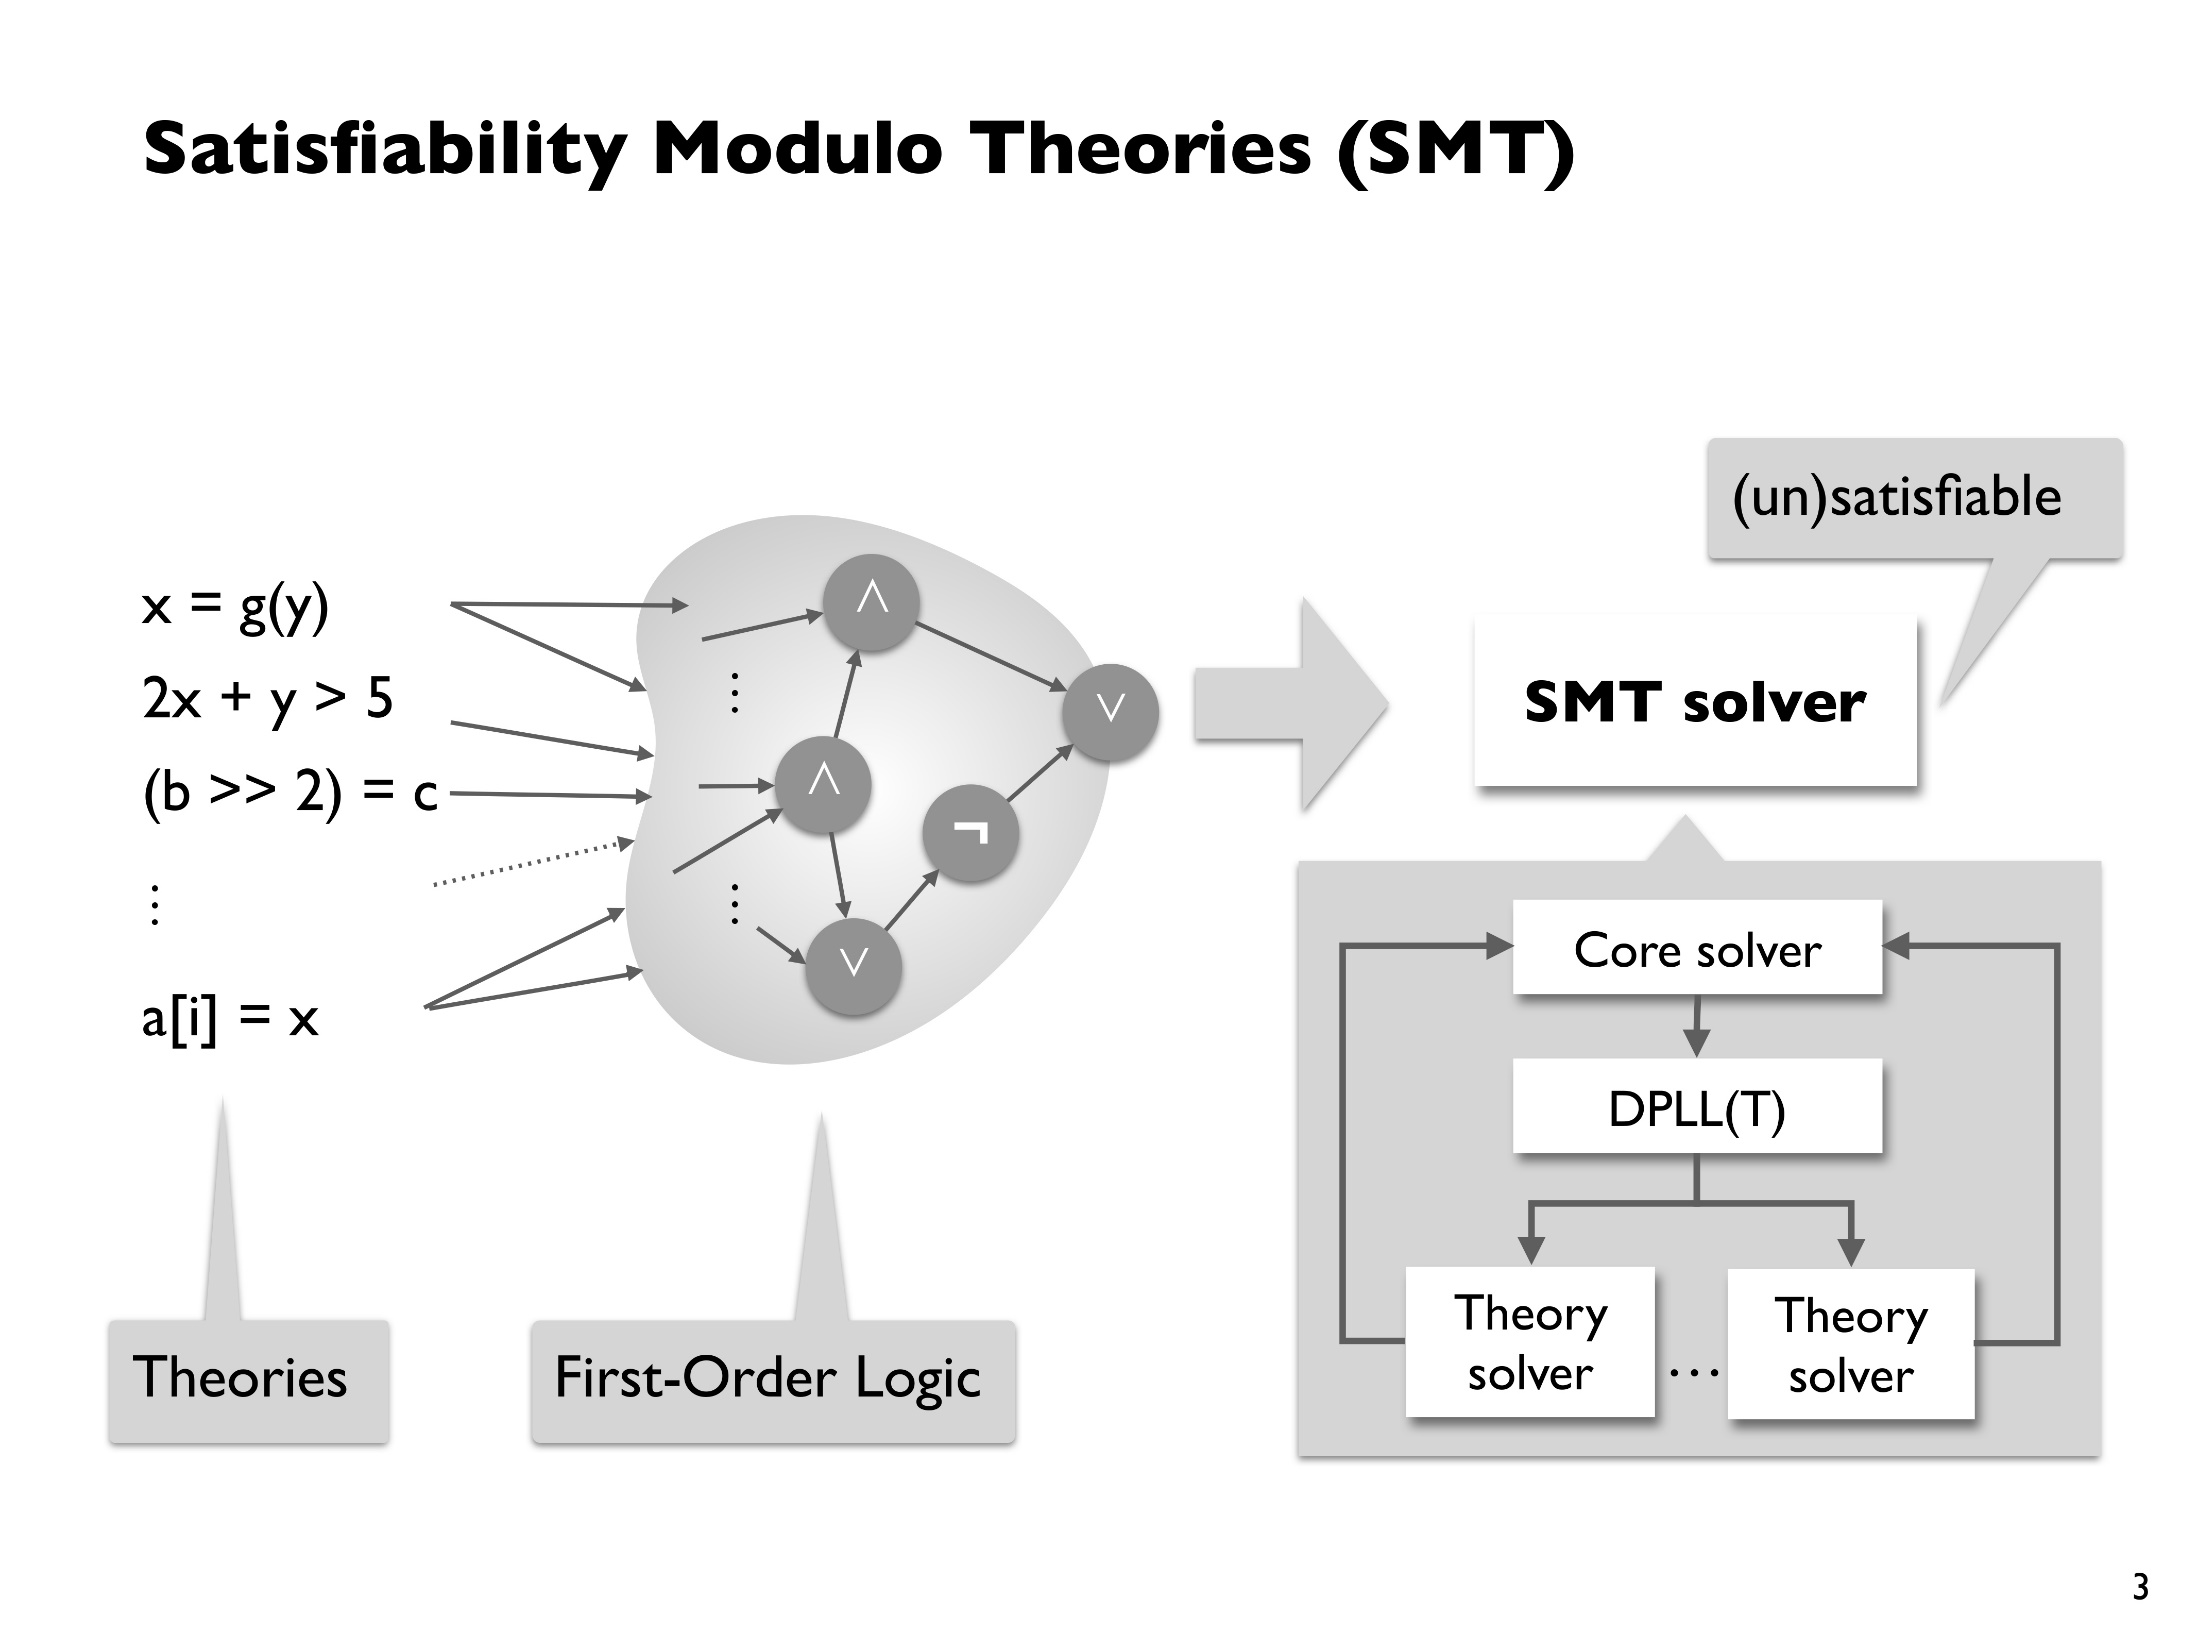 Satisfiability Modulo Theories (SMT)
(un)satisfiable
x = g(y)
2x + y > 5
(b >> 2) = c
⋮
a[i] = x
∧
⋮
∧
∨
¬
⋮
∨
SMT solver
Core solver
DPLL(T)
Theory
solver
…
Theory
solver
Theories
First-Order Logic
3